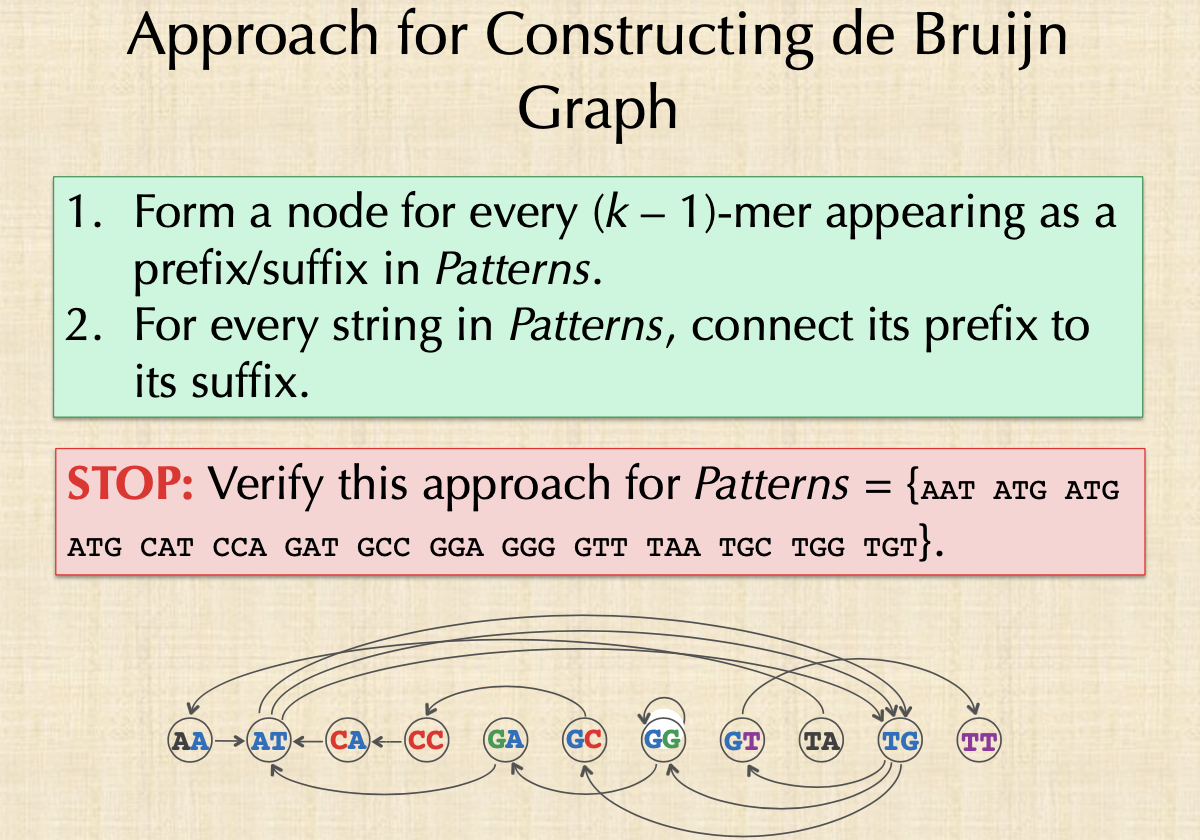 Approach for Constructing de Bruijn
Graph
1. Form a node for every (k – 1)-mer appearing as a
prefix/suffix in Patterns.
2. For every string in Patterns, connect its prefix to
its suffix.
STOP: Verify this approach for Patterns = {AAT ATG ATG
ATG CAT CCA GAT GCC GGA GGG GTT TAA TGC TGG TGT}.
AA AT CA CC GA GC GG GT TA TG TT